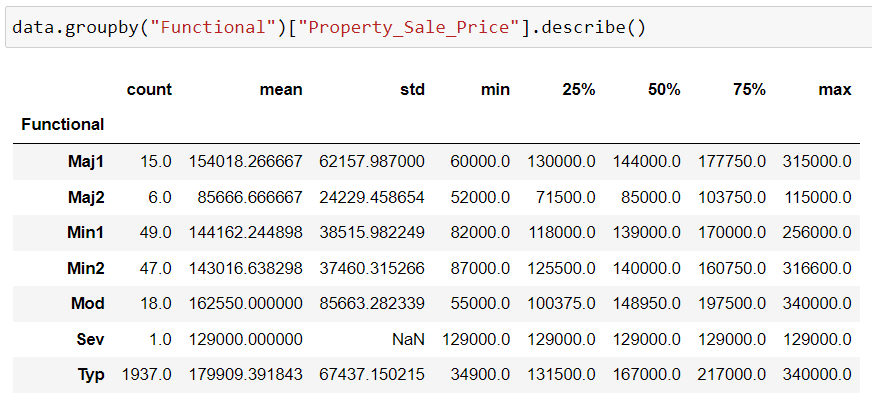 data.groupby("Functional")["Property_Sale_Price"].describe()
count mean std min 25% 50% 75% max
Functional
Maj1 15.0 154018.266667 62157.987000 60000.0 130000.0 144000.0 177750.0 315000.0
Maj2 6.0 85666.666667 24229.458654 52000.0 71500.0 85000.0 103750.0 115000.0
Min1 49.0 144162.244898 38515.982249 82000.0 118000.0 139000.0 170000.0 256000.0
Min2 47.0 143016.638298 37460.315266 87000.0 125500.0 140000.0 160750.0 316600.0
Mod 18.0 162550.000000 85663.282339 55000.0 100375.0 148950.0 197500.0 340000.0
Sev 1.0 129000.000000 NaN 129000.0 129000.0 129000.0 129000.0 129000.0
Typ 1937.0 179909.391843 67437.150215 34900.0 131500.0 167000.0 217000.0 340000.0